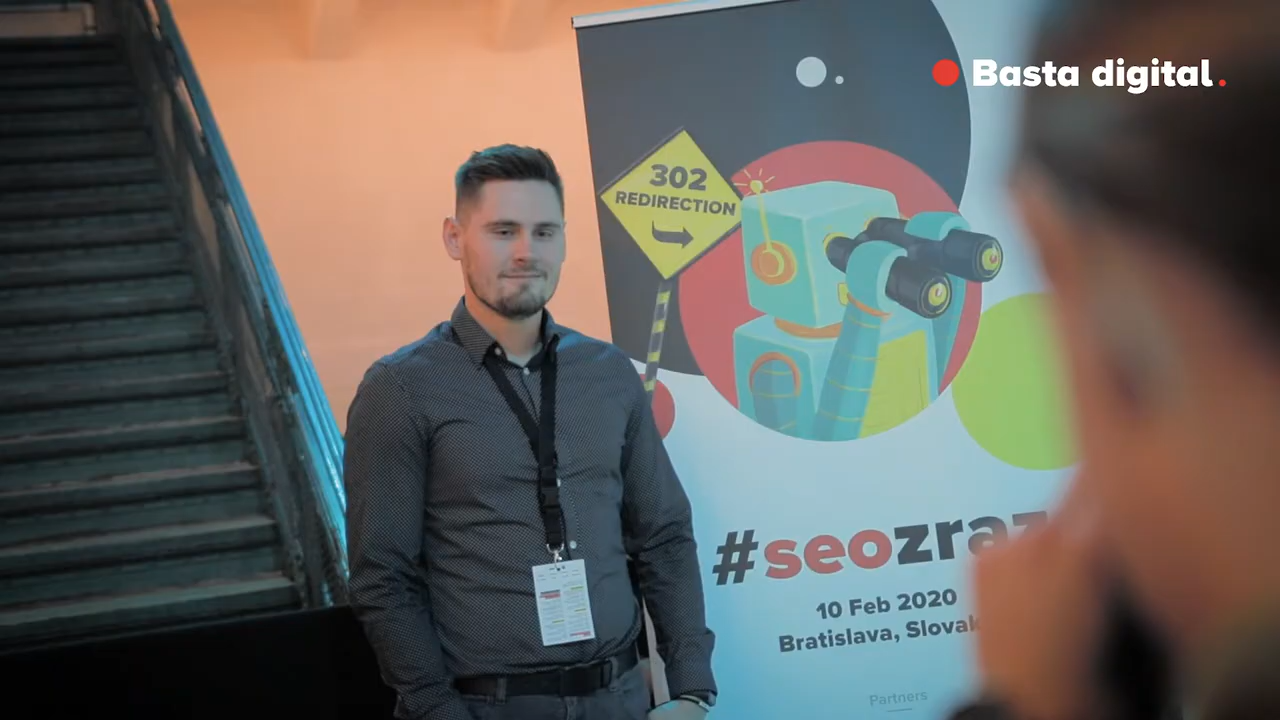 Basta digital.
302
REDIRECTION
#seozraz
10 Feb 2020
Bratislava, Slovak
Partners